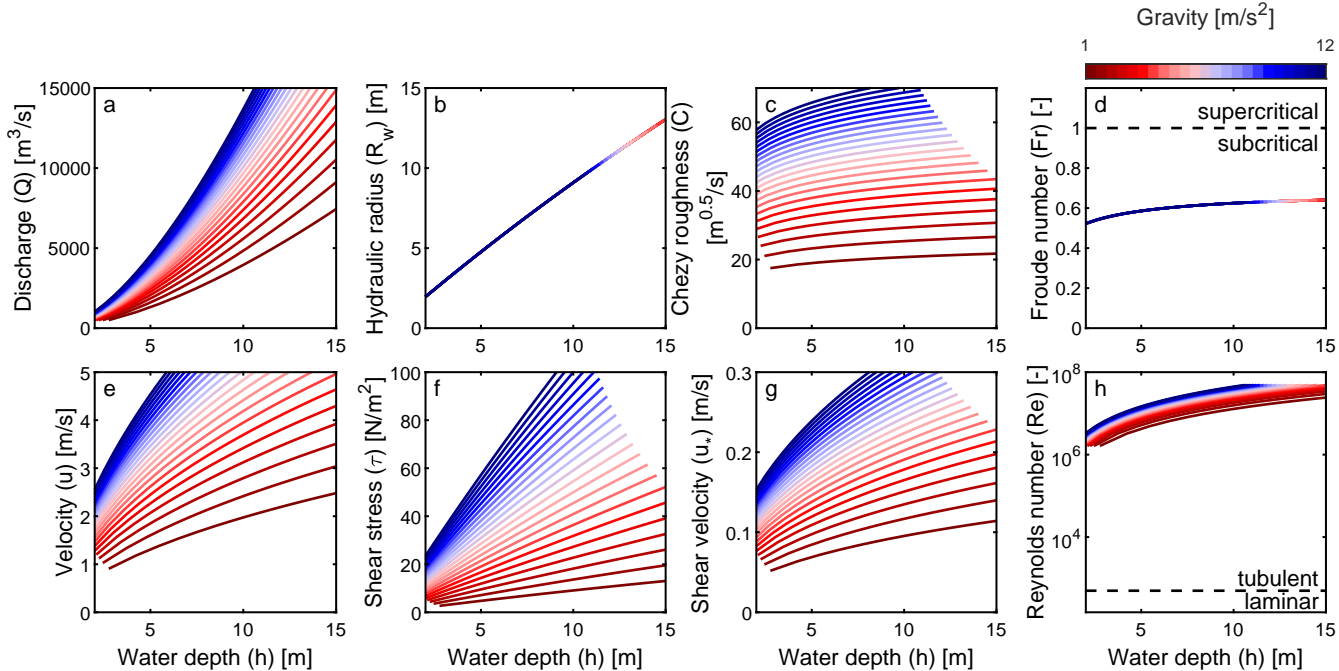 Gravity [m/s²]
1
12
a
Discharge (Q) [m³/s]
15000
10000
5000
0
5
10
15
b
Hydraulic radius (R_w) [m]
15
10
5
0
5
10
15
c
Chezy roughness (C)
[m^0.5/s]
60
40
20
0
5
10
15
d
supercritical
subcritical
Froude number (Fr) [-]
1
0.8
0.6
0.4
0.2
0
5
10
15
e
Velocity (u) [m/s]
5
4
3
2
1
0
5
10
15
Water depth (h) [m]
f
Shear stress (τ) [N/m²]
100
80
60
40
20
0
5
10
15
Water depth (h) [m]
g
Shear velocity (u_*) [m/s]
0.3
0.2
0.1
0
5
10
15
Water depth (h) [m]
h
Reynolds number (Re) [-]
10⁸
10⁶
10⁴
tubulent
laminar
5
10
15
Water depth (h) [m]